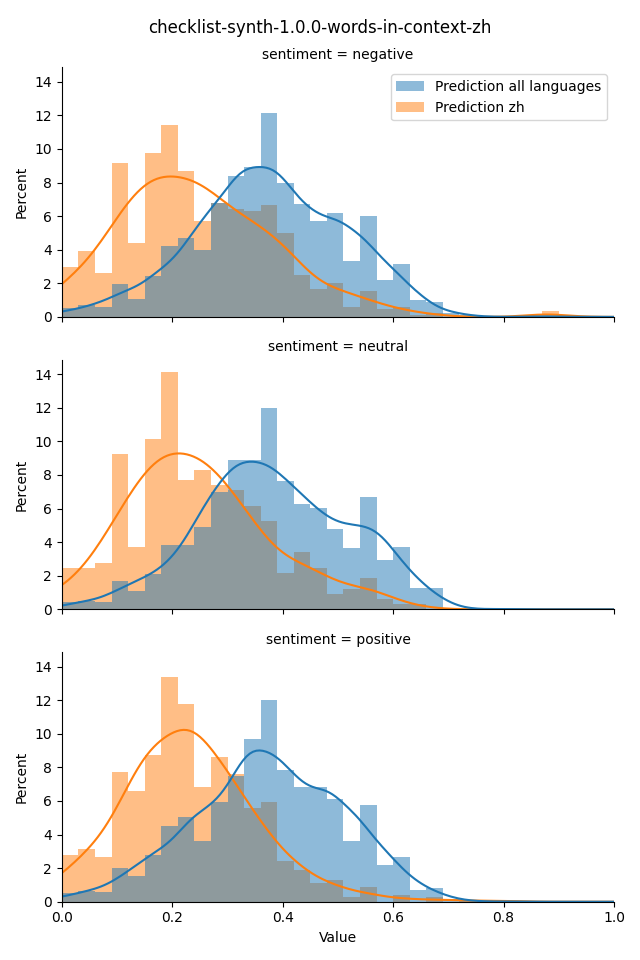 checklist-synth-1.0.0-words-in-context-zh
sentiment = negative
14
12
10
8
6
4
2
0
Percent
Prediction all languages
Prediction zh
sentiment = neutral
14
12
10
8
6
4
2
0
Percent
sentiment = positive
14
12
10
8
6
4
2
0
Percent
0.0 0.2 0.4 0.6 0.8 1.0
Value